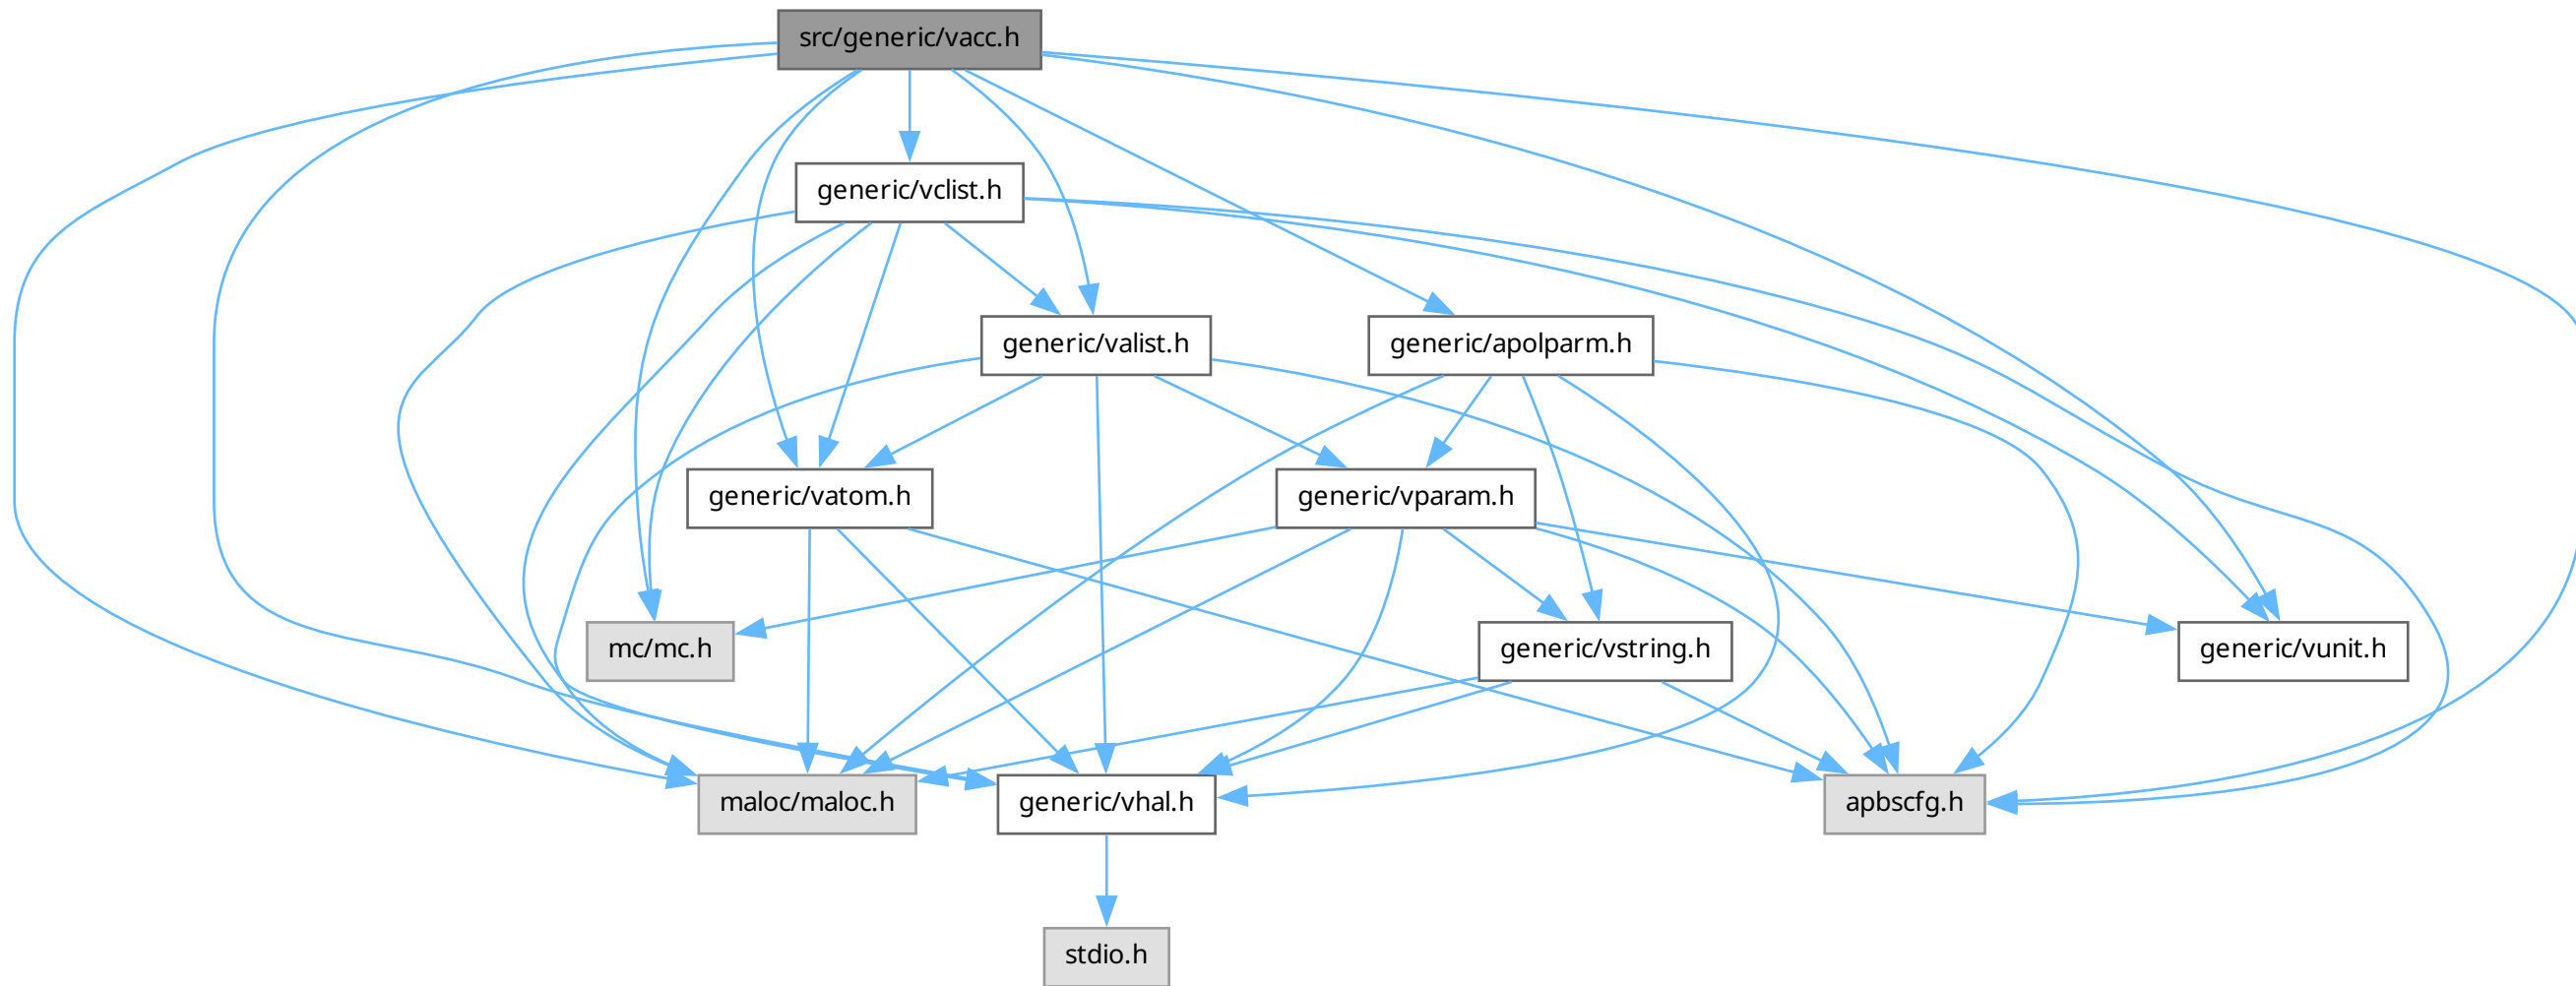 src/generic/vacc.h
generic/vclist.h
generic/valist.h
generic/apolparm.h
generic/vatom.h
generic/vparam.h
mc/mc.h
generic/vstring.h
generic/vunit.h
maloc/maloc.h
generic/vhal.h
apbscfg.h
stdio.h